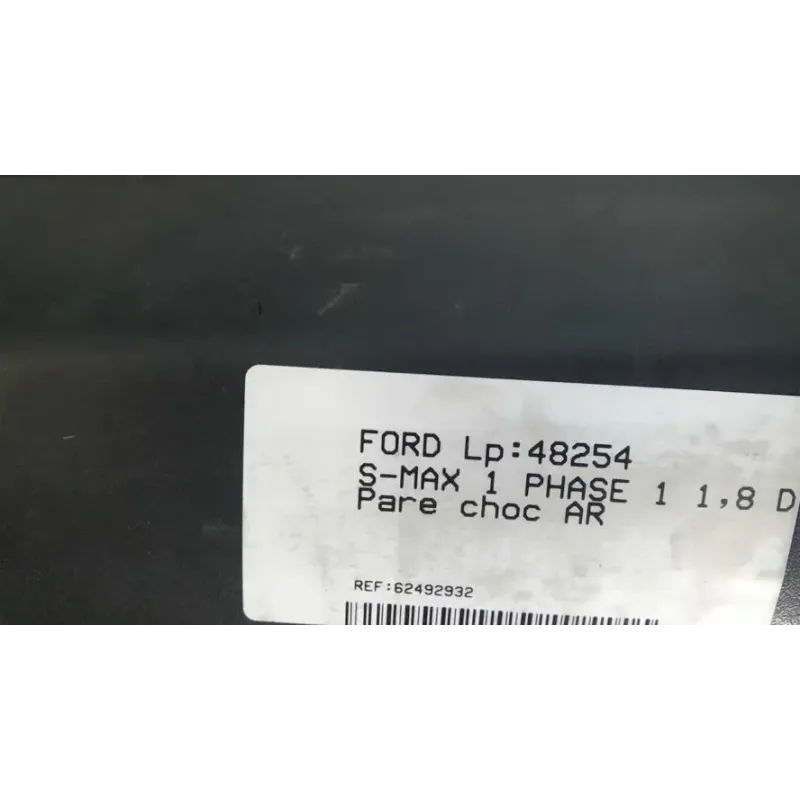 FORD Lp:48254
S-MAX 1 PHASE 1 1,8 D
Pare choc AR
REF:62492932